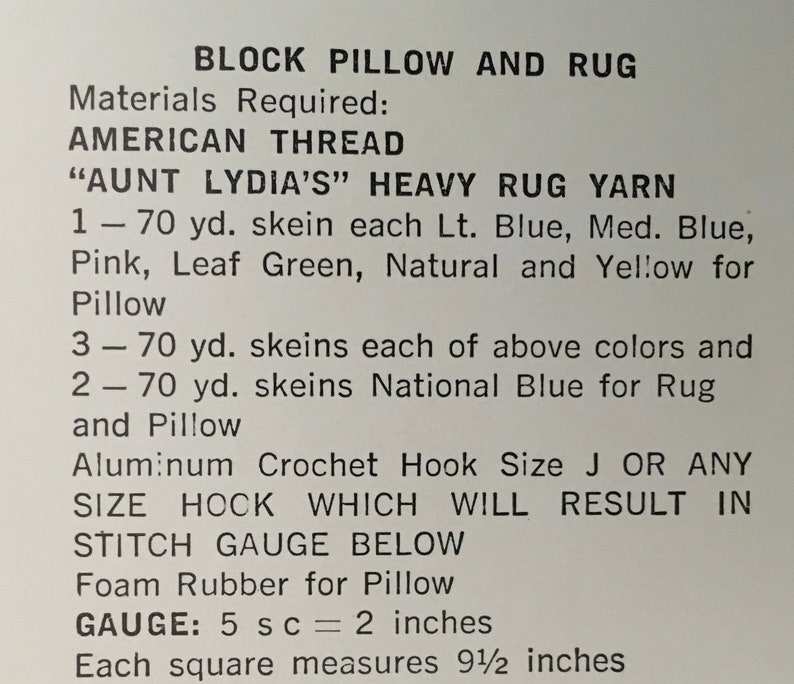 BLOCK PILLOW AND RUG
Materials Required:
AMERICAN THREAD
“AUNT LYDIA’S” HEAVY RUG YARN
1 — 70 yd. skein each Lt. Blue, Med. Blue,
Pink, Leaf Green, Natural and Yellow for
Pillow
3 — 70 yd. skeins each of above colors and
2 — 70 yd. skeins National Blue for Rug
and Pillow
Aluminum Crochet Hook Size J OR ANY
SIZE HOOK WHICH WILL RESULT IN
STITCH GAUGE BELOW
Foam Rubber for Pillow
GAUGE: 5 s c = 2 inches
Each square measures 9½ inches